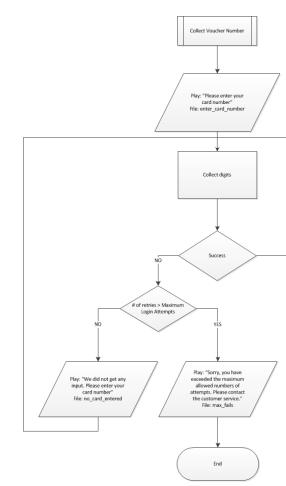 Collect Voucher Number
Play: "Please enter your
card number"
File: enter_card_number
Collect digits
Success
NO
# of retries > Maximum
Login Attempts
NO
YES
Play: "We did not get any
input. Please enter your
card number"
File: no_card_entered
Play: "Sorry, you have
exceeded the maximum
allowed numbers of
attempts. Please contact
the customer service."
File: max_fails
End